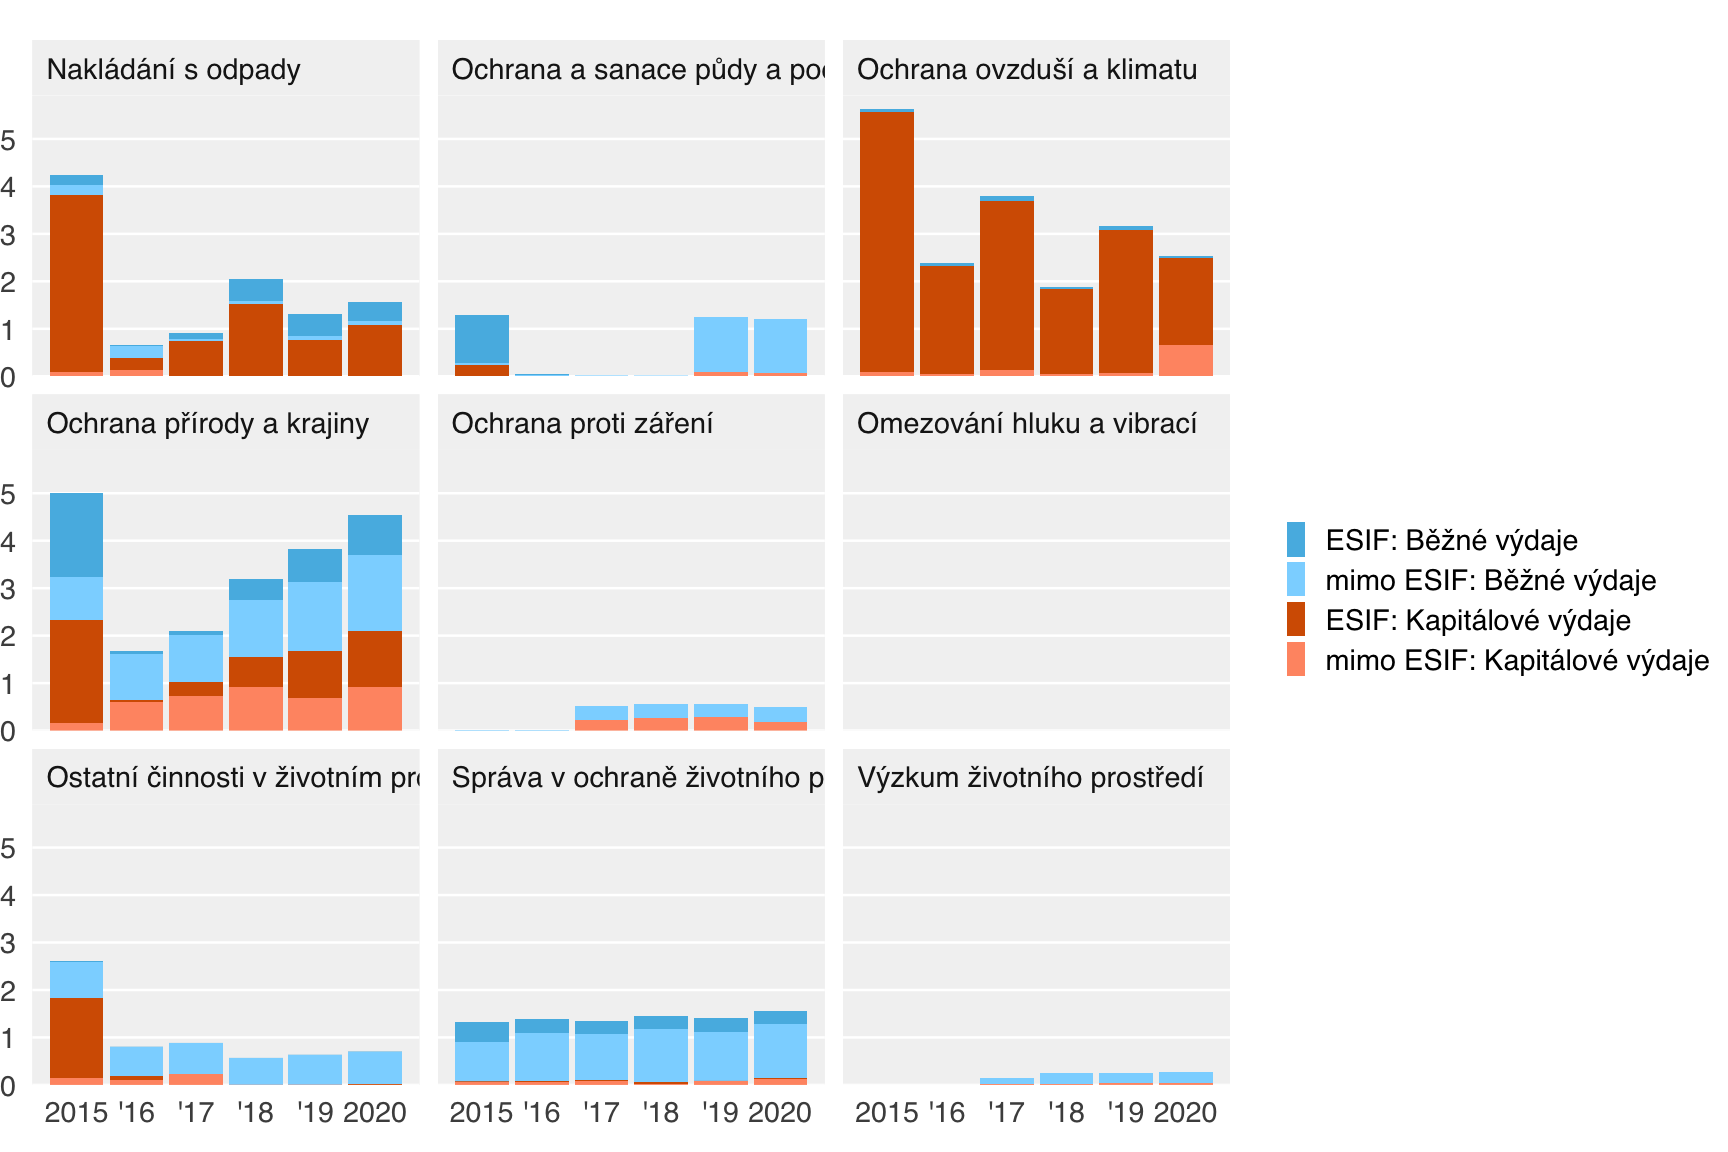 Nakládání s odpady
Ochrana a sanace půdy a po
Ochrana ovzduší a klimatu
5
4
3
2
1
0
Ochrana přírody a krajiny
Ochrana proti záření
Omezování hluku a vibrací
5
4
3
2
1
0
Ostatní činnosti v životním pr
Správa v ochraně životního p
Výzkum životního prostředí
5
4
3
2
1
0
2015 '16 '17 '18 '19 2020
2015 '16 '17 '18 '19 2020
2015 '16 '17 '18 '19 2020
ESIF: Běžné výdaje
mimo ESIF: Běžné výdaje
ESIF: Kapitálové výdaje
mimo ESIF: Kapitálové výdaje